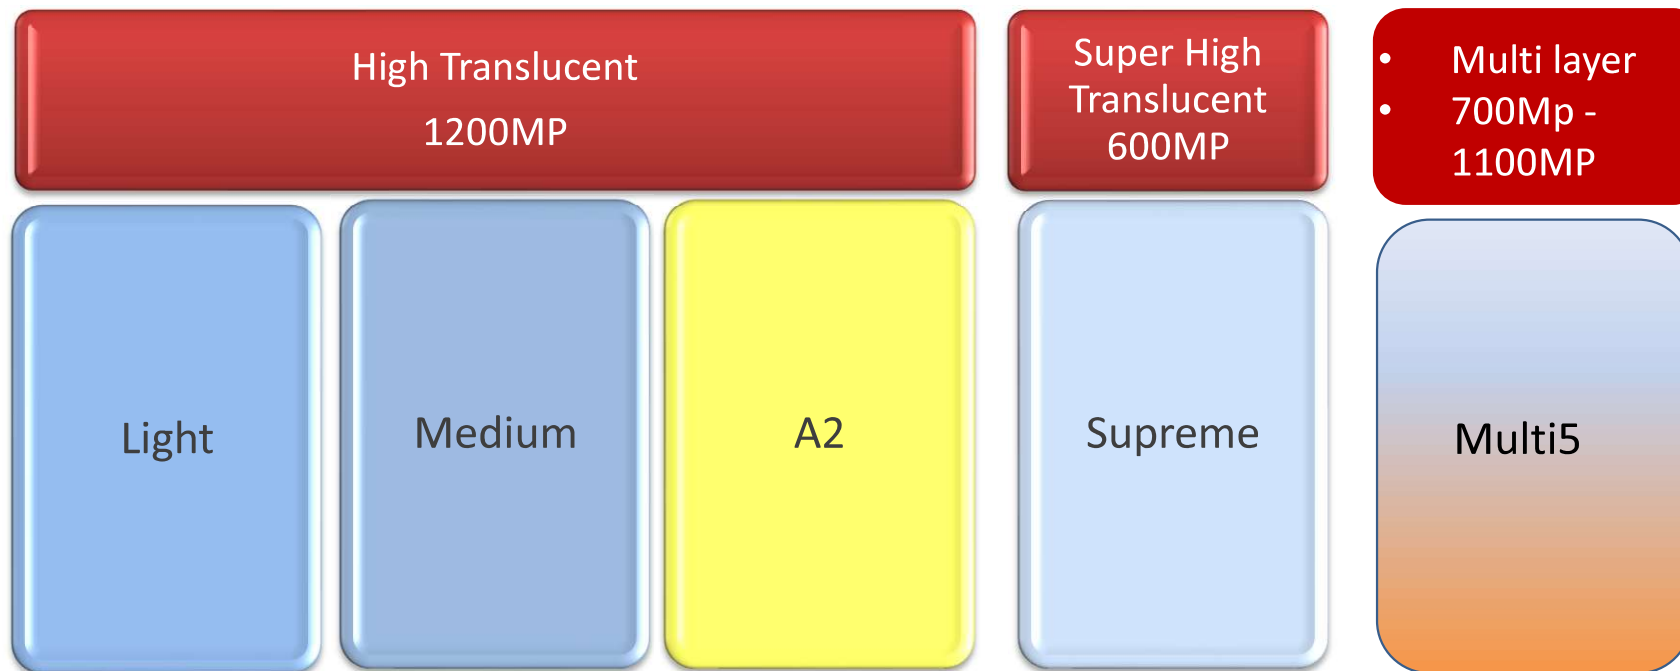 High Translucent
1200MP
Super High
Translucent
600MP
• Multi layer
• 700Mp -
1100MP
Light
Medium
A2
Supreme
Multi5